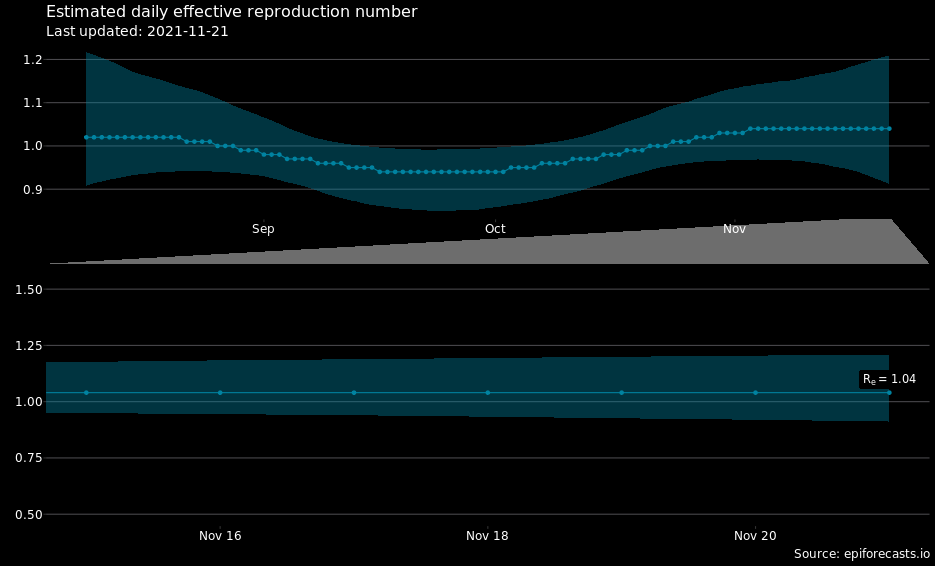 Estimated daily effective reproduction number
Last updated: 2021-11-21
1.2
1.1
1.0
0.9
Sep Oct Nov
1.50
1.25
Re = 1.04
1.00
0.75
0.50
Nov 16 Nov 18 Nov 20
Source: epiforecasts.io